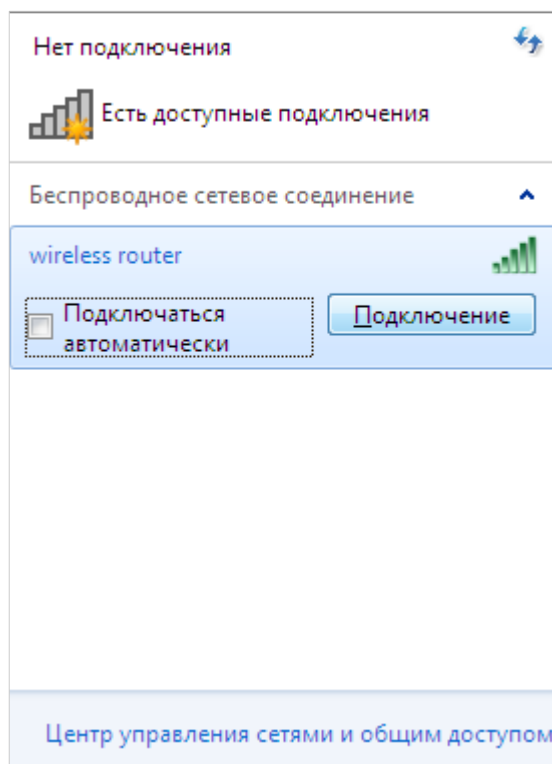 Нет подключения
Есть доступные подключения
Беспроводное сетевое соединение
wireless router
Подключаться
автоматически
Подключение
Центр управления сетями и общим доступом